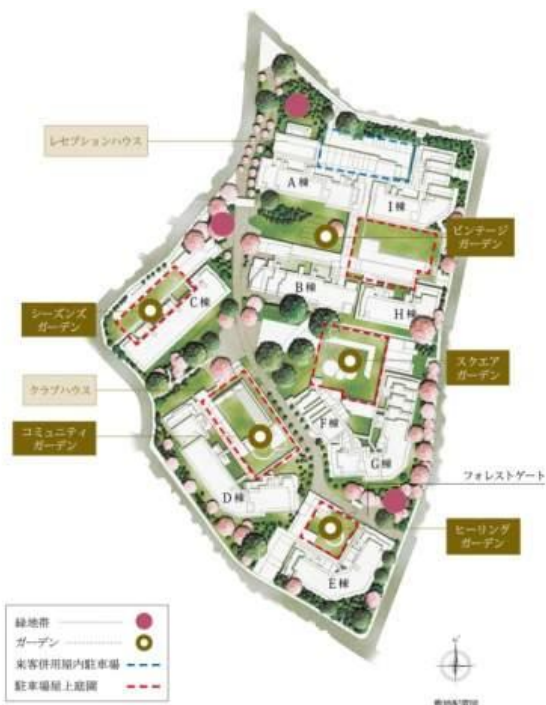 レセプションハウス
A棟
I棟
ビンテージ
ガーデン
B棟
H棟
シーズンズ
ガーデン
C棟
スクエア
ガーデン
クラブハウス
コミュニティ
ガーデン
F棟
G棟
D棟
フォレストゲート
ヒーリング
ガーデン
E棟
緑地帯
ガーデン
来客併用屋内駐車場
駐車場屋上庭園
敷地配置図